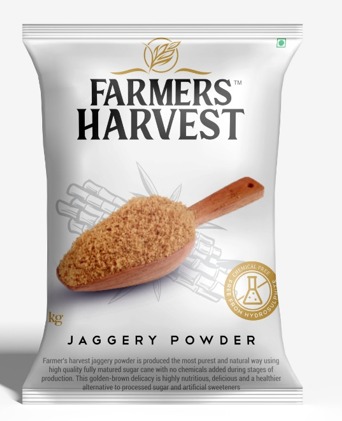 FARMERS™
HARVEST
CHEMICAL FREE
kg
JAGGERY POWDER
Farmer's harvest jaggery powder is produced the most purest and natural way using
high quality fully matured sugar cane with no chemicals added during stages of
production. This golden-brown delicacy is highly nutritious, delicious and a healthier
alternative to processed sugar and artificial sweeteners